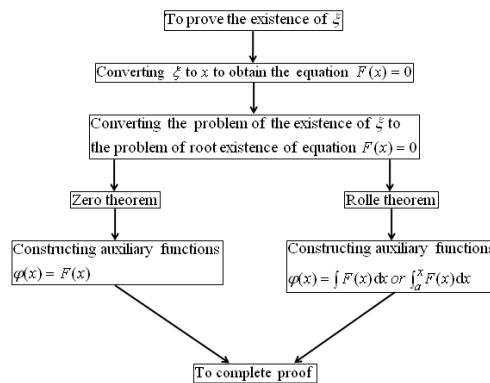 To prove the existence of ξ
Converting ξ to x to obtain the equation F(x) = 0
Converting the problem of the existence of ξ to
the problem of root existence of equation F(x) = 0
Zero theorem
Rolle theorem
Constructing auxiliary functions
φ(x) = F(x)
Constructing auxiliary functions
φ(x) = ∫ F(x)dx or ∫ₐˣ F(x)dx
To complete proof